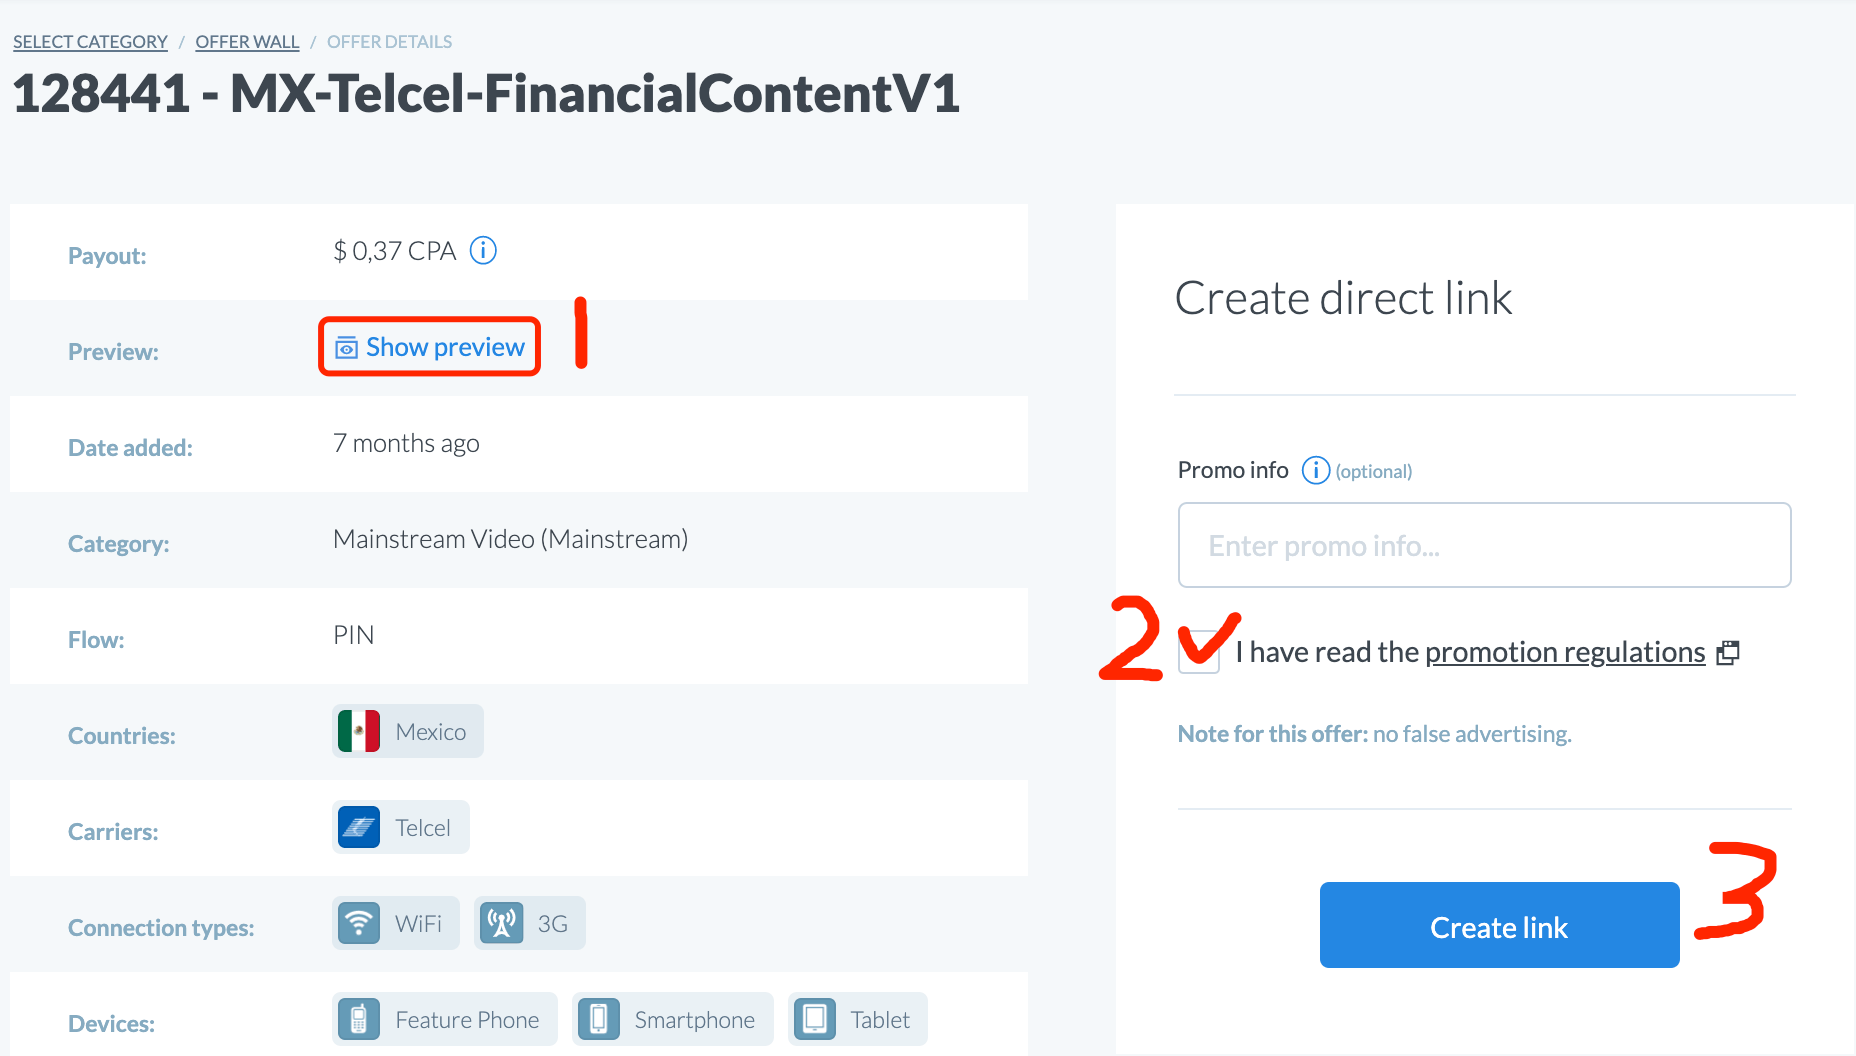 SELECT CATEGORY / OFFER WALL / OFFER DETAILS
128441 - MX-Telcel-FinancialContentV1
Payout: $ 0,37 CPA i
Preview: Show preview 1
Date added: 7 months ago
Category: Mainstream Video (Mainstream)
Flow: PIN
Countries: Mexico
Carriers: Telcel
Connection types: WiFi 3G
Devices: Feature Phone Smartphone Tablet
Create direct link
Promo info i (optional)
Enter promo info...
2 I have read the promotion regulations
Note for this offer: no false advertising.
Create link 3